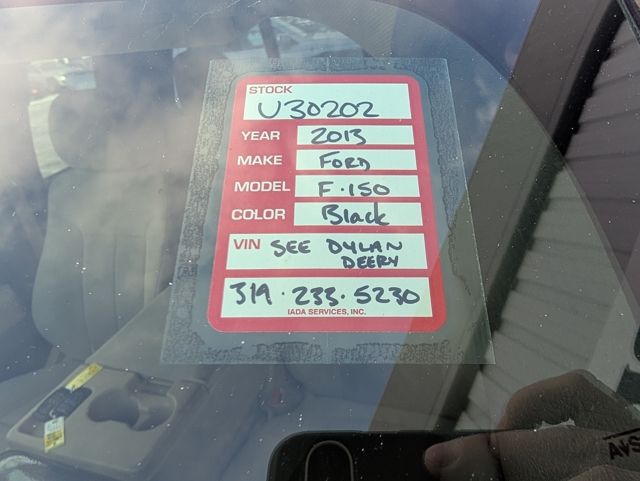 STOCK
U30202
YEAR 2013
MAKE FORD
MODEL F-150
COLOR Black
VIN SEE DYLAN
DEERY
319-233-5230
IADA SERVICES, INC.
AVS